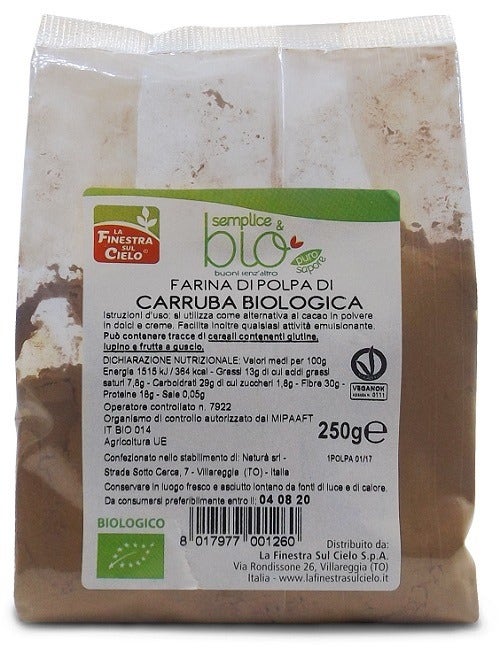 LA
FINESTRA
SUL
CIELO
semplice &
bio
buoni senz'altro
puro
sapore
FARINA DI POLPA DI
CARRUBA BIOLOGICA
Istruzioni d'uso: si utilizza come alternativa al cacao in polvere
in dolci e creme. Facilita inoltre qualsiasi attività emulsionante.
Può contenere tracce di cereali contenenti glutine,
lupino e frutta a guscio.
DICHIARAZIONE NUTRIZIONALE: Valori medi per 100g
Energia 1515 kJ / 364 kcal - Grassi 13g di cui acidi grassi
saturi 7,8g - Carboidrati 29g di cui zuccheri 1,8g - Fibre 30g -
Proteine 18g - Sale 0,05g
Operatore controllato n. 7922
Organismo di controllo autorizzato dal MIPAAFT
IT BIO 014
Agricoltura UE
VEGANOK
0111
250g e
1POLPA 01/17
Confezionato nello stabilimento di: Naturà srl -
Strada Sotto Cerca, 7 - Villareggia (TO) - Italia
Conservare in luogo fresco e asciutto lontano da fonti di luce e di calore.
Da consumersi preferibilmente entro il: 04 08 20
BIOLOGICO
8 017977 001260
Distribuito da:
La Finestra Sul Cielo S.p.A.
Via Rondissone 26, Villareggia (TO)
Italia - www.lafinestrasulcielo.it